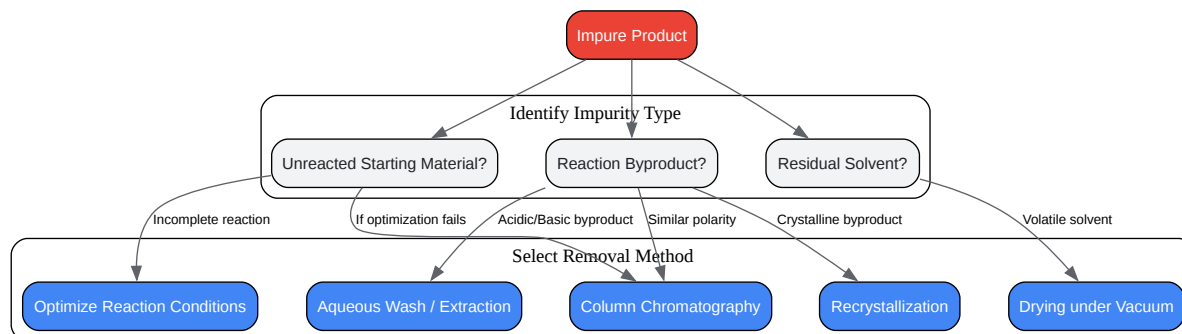 Impure Product
Identify Impurity Type
Unreacted Starting Material?
Reaction Byproduct?
Residual Solvent?
Incomplete reaction
If optimization fails
Acidic/Basic byproduct
Similar polarity
Crystalline byproduct
Volatile solvent
Select Removal Method
Optimize Reaction Conditions
Aqueous Wash / Extraction
Column Chromatography
Recrystallization
Drying under Vacuum